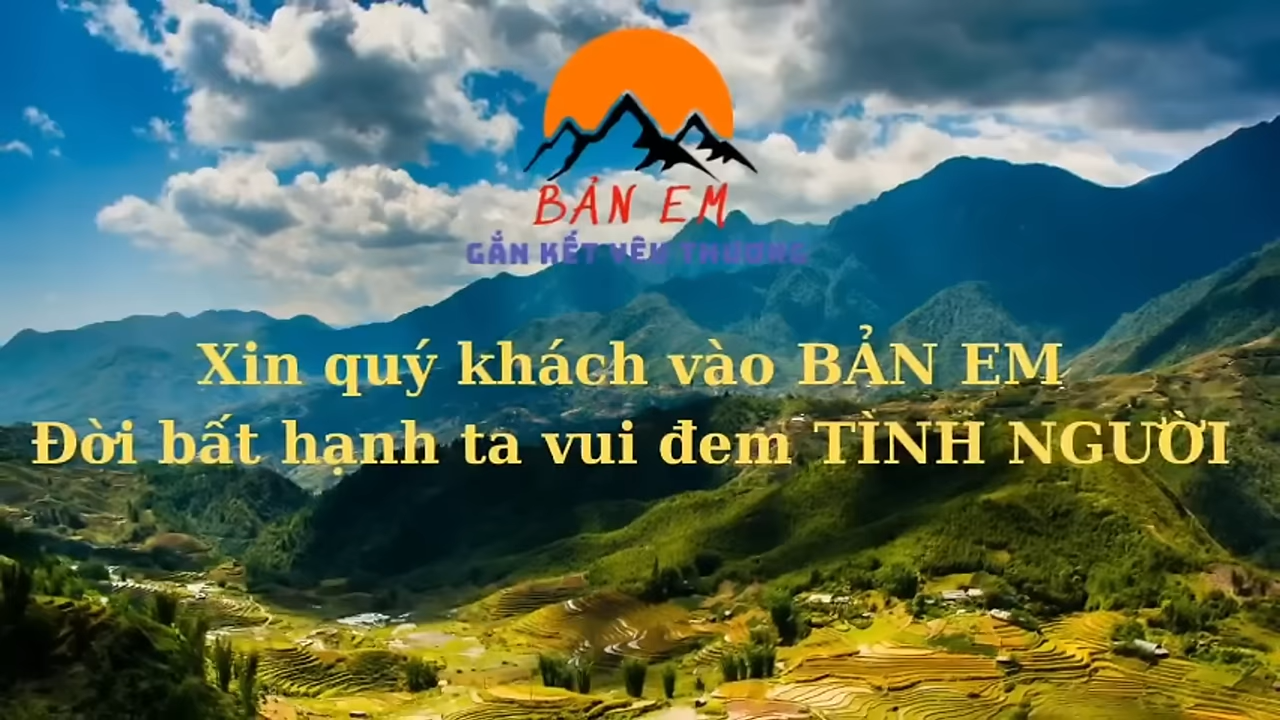 BẢN EM
GẮN KẾT YÊU THƯƠNG
Xin quý khách vào BẢN EM
Đời bất hạnh ta vui đem TÌNH NGƯỜI